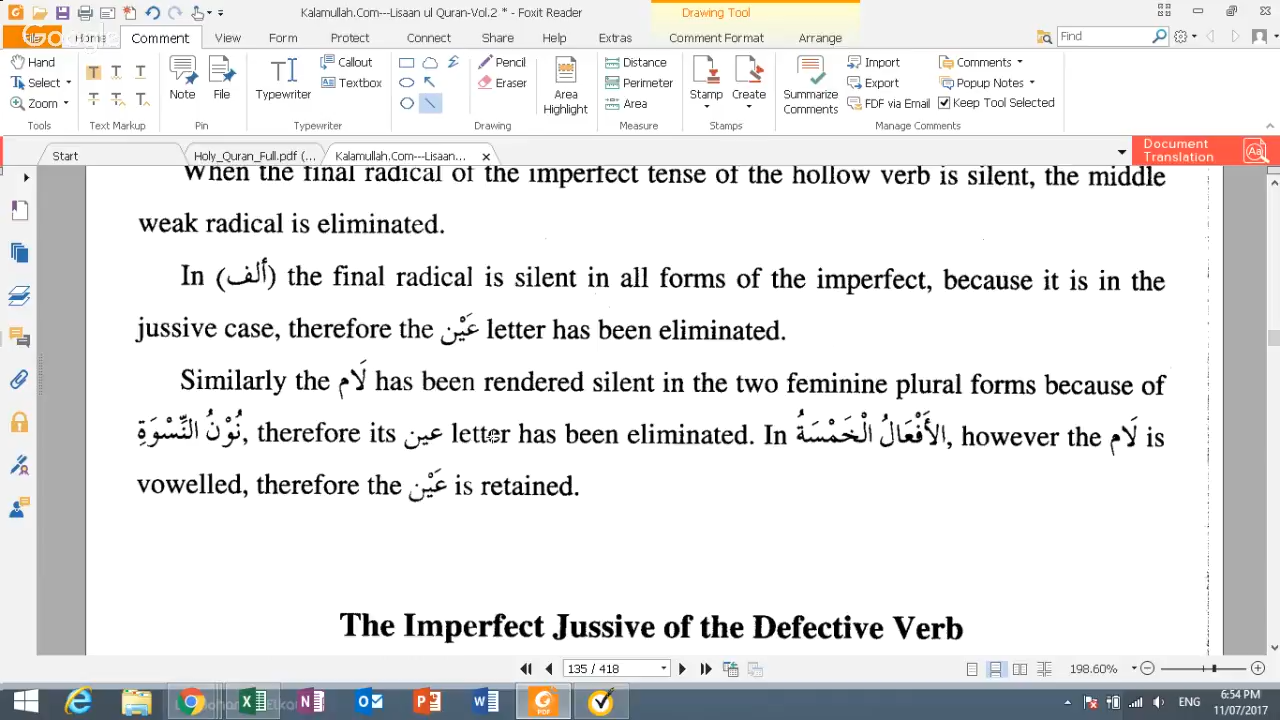 Kalamullah.Com---Lisaan ul Quran-Vol.2 * - Foxit Reader
Drawing Tool
File Home Comment View Form Protect Connect Share Help Extras Comment Format Arrange
Find
Google
Hand
Select
Zoom
Tools
Text Markup
Note
File
Pin
Typewriter
Callout
Textbox
Typewriter
Pencil
Eraser
Drawing
Area Highlight
Distance
Perimeter
Area
Measure
Stamp
Create
Stamps
Summarize Comments
Import
Export
FDF via Email
Comments
Popup Notes
Keep Tool Selected
Manage Comments
Start
Holy_Quran_Full.pdf (...
Kalamullah.Com---Lisaan...
Document Translation
When the final radical of the imperfect tense of the hollow verb is silent, the middle
weak radical is eliminated.
In (ألف) the final radical is silent in all forms of the imperfect, because it is in the
jussive case, therefore the عَيْن letter has been eliminated.
Similarly the لَام has been rendered silent in the two feminine plural forms because of
نُوْنُ النِّسْوَةِ, therefore its عين letter has been eliminated. In الأَفْعَالُ الْخَمْسَةُ, however the لَام is
vowelled, therefore the عَيْن is retained.
The Imperfect Jussive of the Defective Verb
135 / 418
198.60%
ENG
6:54 PM
11/07/2017